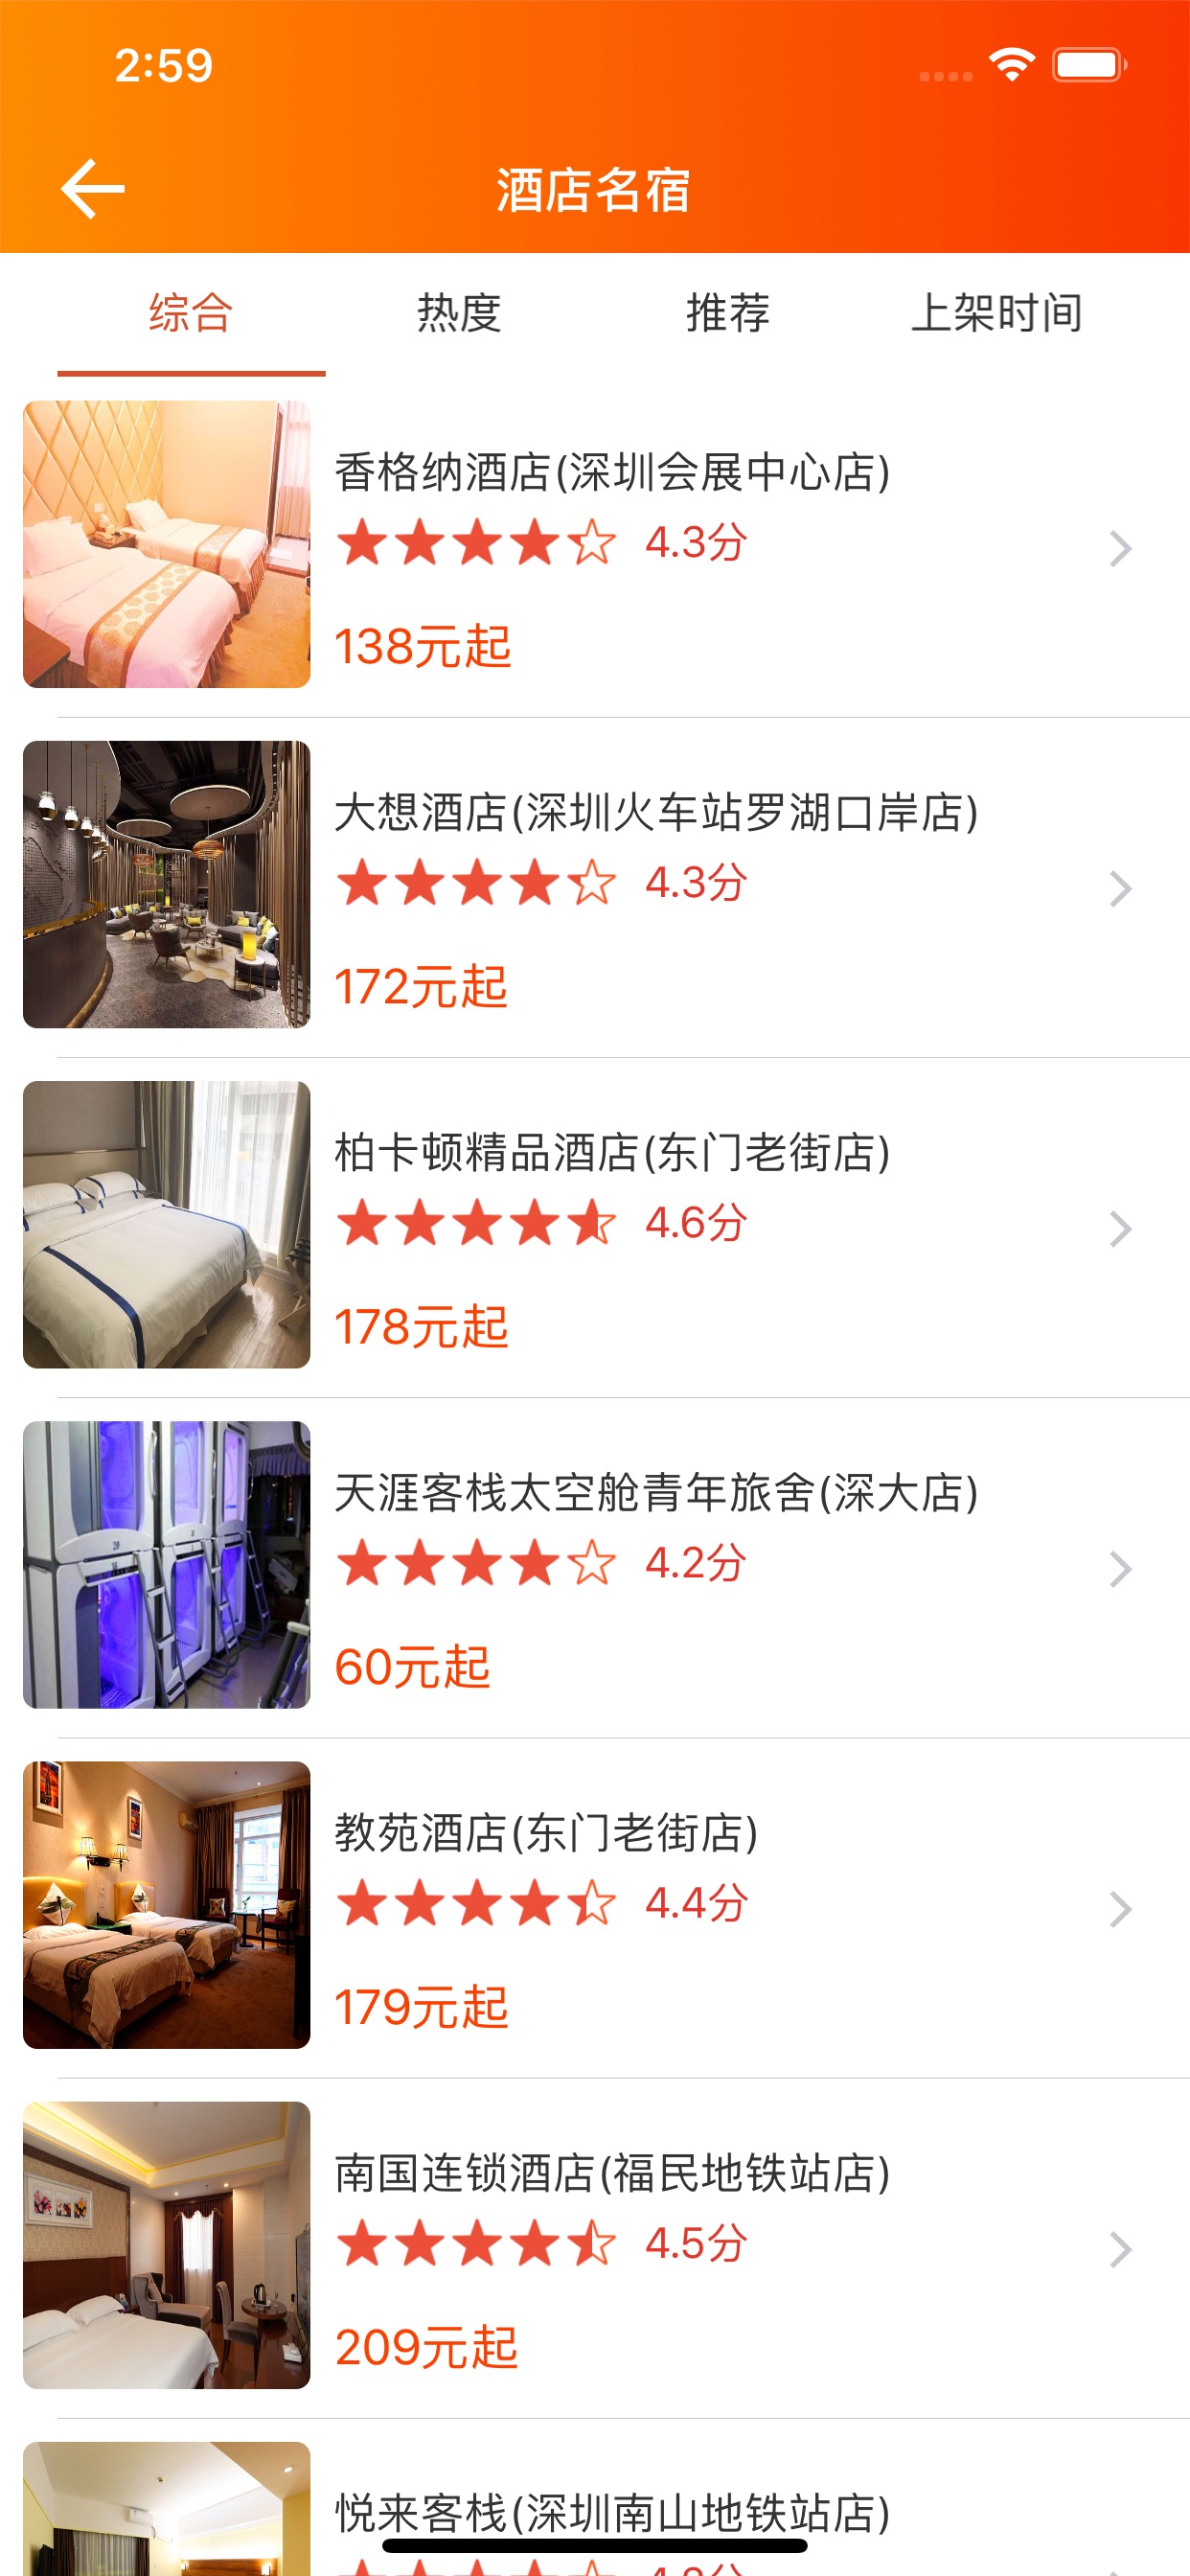 2:59
酒店名宿
综合 热度 推荐 上架时间
香格纳酒店(深圳会展中心店)
4.3分
138元起
大想酒店(深圳火车站罗湖口岸店)
4.3分
172元起
柏卡顿精品酒店(东门老街店)
4.6分
178元起
天涯客栈太空舱青年旅舍(深大店)
4.2分
60元起
教苑酒店(东门老街店)
4.4分
179元起
南国连锁酒店(福民地铁站店)
4.5分
209元起
悦来客栈(深圳南山地铁站店)